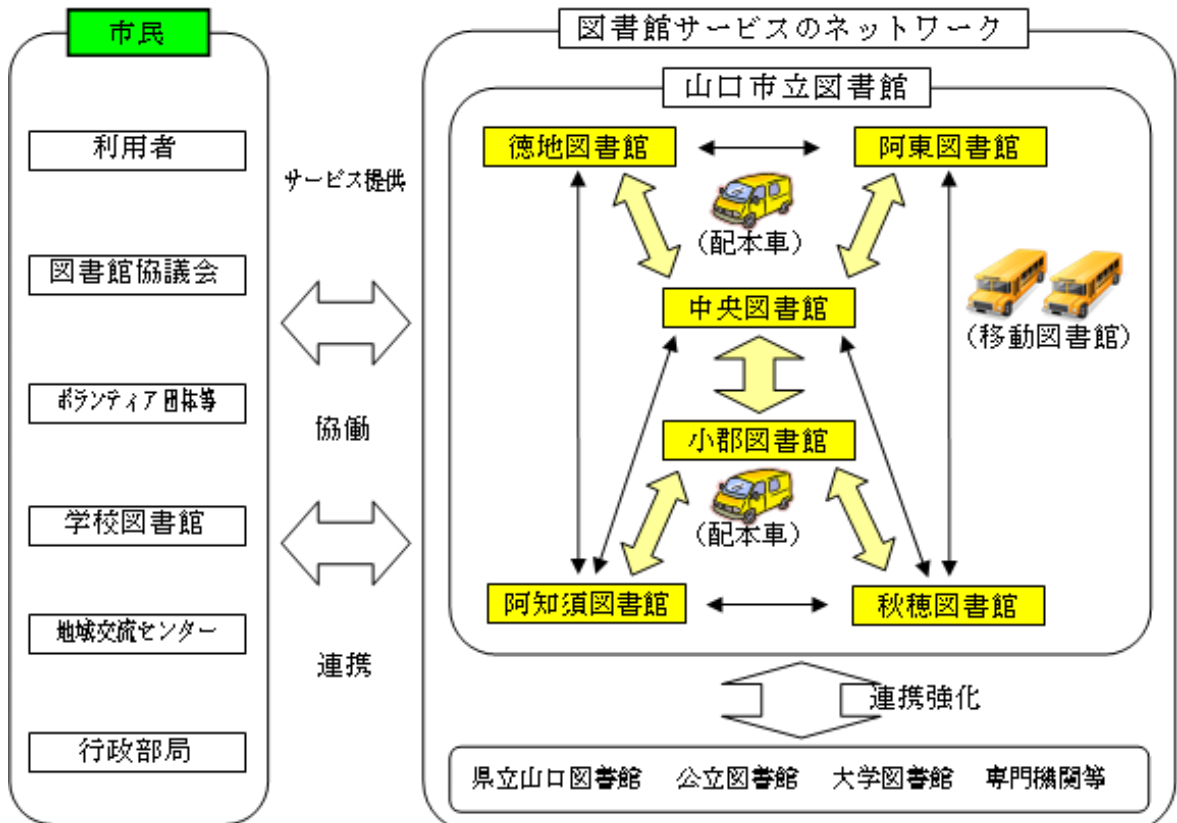 市民
利用者
図書館協議会
ボランティア団体等
学校図書館
地域交流センター
行政部局
サービス提供
協働
連携
図書館サービスのネットワーク
山口市立図書館
徳地図書館
阿東図書館
(配本車)
中央図書館
(移動図書館)
小郡図書館
(配本車)
阿知須図書館
秋穂図書館
連携強化
県立山口図書館 公立図書館 大学図書館 専門機関等